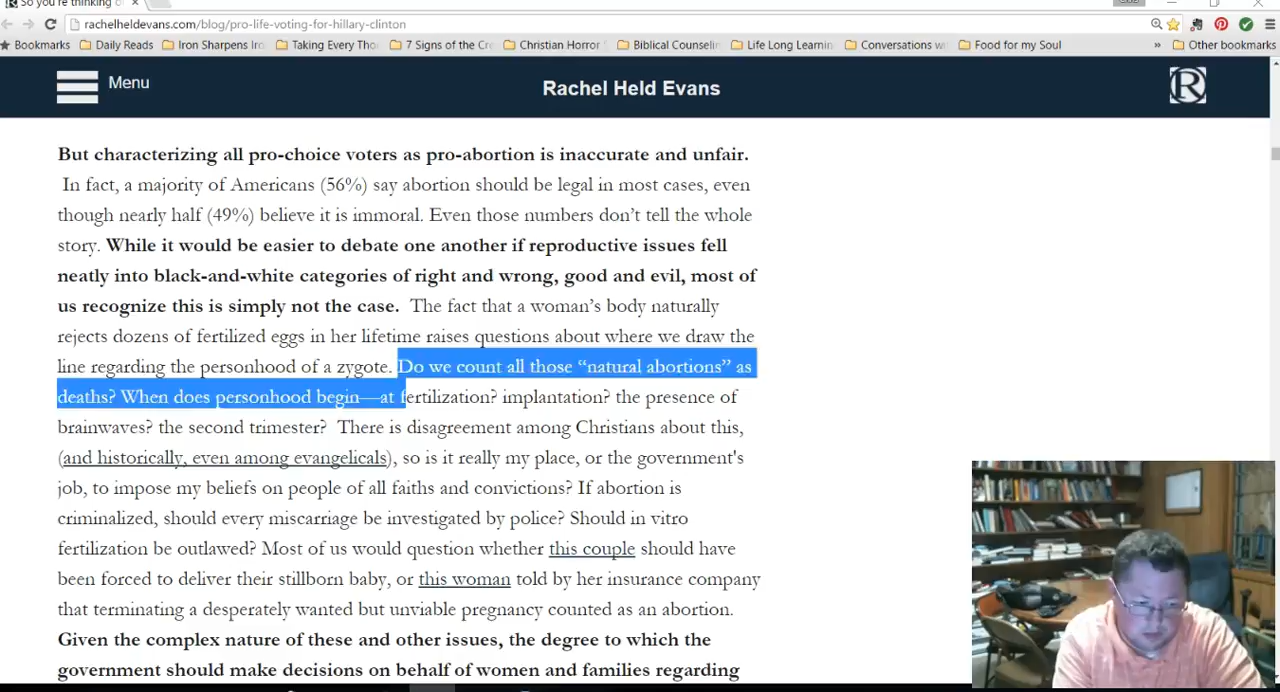 So you're thinking of
rachelheldevans.com/blog/pro-life-voting-for-hillary-clinton
Bookmarks Daily Reads Iron Sharpens Iro Taking Every Tho 7 Signs of the Cre Christian Horror Biblical Counselin Life Long Learnin Conversations wi Food for my Soul » Other bookmarks
Menu Rachel Held Evans R
But characterizing all pro-choice voters as pro-abortion is inaccurate and unfair.
In fact, a majority of Americans (56%) say abortion should be legal in most cases, even
though nearly half (49%) believe it is immoral. Even those numbers don't tell the whole
story. While it would be easier to debate one another if reproductive issues fell
neatly into black-and-white categories of right and wrong, good and evil, most of
us recognize this is simply not the case. The fact that a woman's body naturally
rejects dozens of fertilized eggs in her lifetime raises questions about where we draw the
line regarding the personhood of a zygote. Do we count all those “natural abortions” as
deaths? When does personhood begin—at fertilization? implantation? the presence of
brainwaves? the second trimester? There is disagreement among Christians about this,
(and historically, even among evangelicals), so is it really my place, or the government's
job, to impose my beliefs on people of all faiths and convictions? If abortion is
criminalized, should every miscarriage be investigated by police? Should in vitro
fertilization be outlawed? Most of us would question whether this couple should have
been forced to deliver their stillborn baby, or this woman told by her insurance company
that terminating a desperately wanted but unviable pregnancy counted as an abortion.
Given the complex nature of these and other issues, the degree to which the
government should make decisions on behalf of women and families regarding